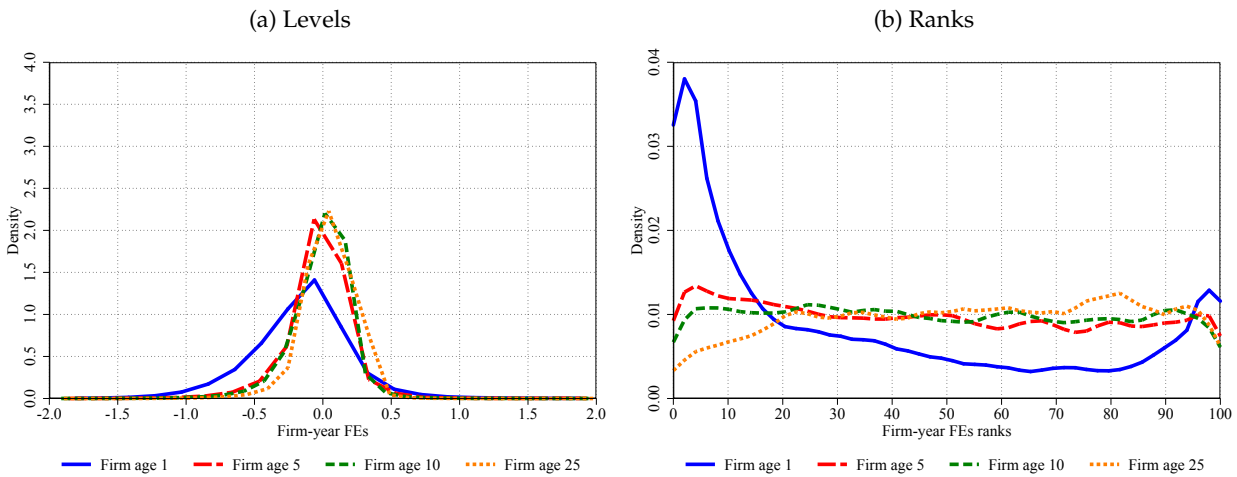 (a) Levels
Density
4.0
3.5
3.0
2.5
2.0
1.5
1.0
0.5
0.0
-2.0 -1.5 -1.0 -0.5 0.0 0.5 1.0 1.5 2.0
Firm-year FEs
Firm age 1 Firm age 5 Firm age 10 Firm age 25
(b) Ranks
Density
0.04
0.03
0.02
0.01
0.00
0 10 20 30 40 50 60 70 80 90 100
Firm-year FEs ranks
Firm age 1 Firm age 5 Firm age 10 Firm age 25